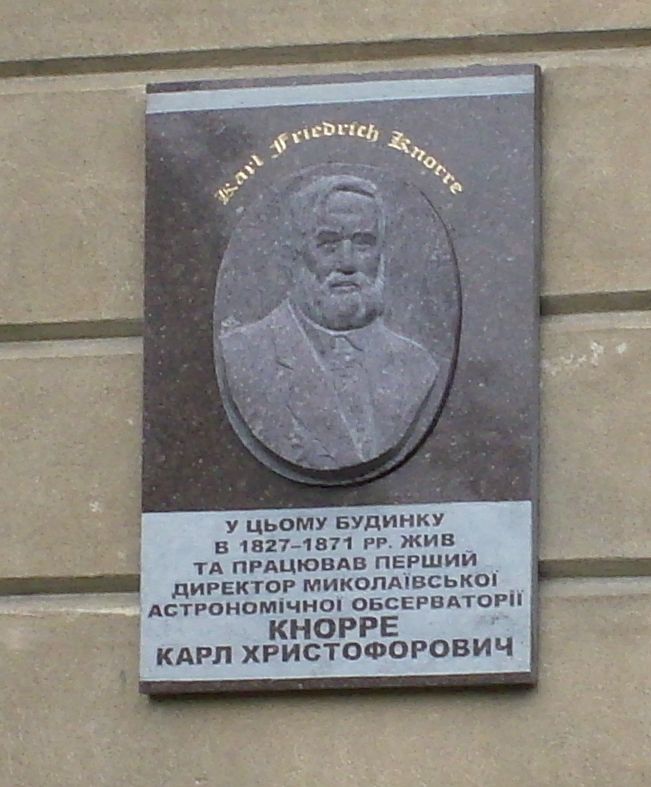 Karl Friedrich Knorre
У ЦЬОМУ БУДИНКУ
В 1827–1871 РР. ЖИВ
ТА ПРАЦЮВАВ ПЕРШИЙ
ДИРЕКТОР МИКОЛАЇВСЬКОЇ
АСТРОНОМІЧНОЇ ОБСЕРВАТОРІЇ
КНОРРЕ
КАРЛ ХРИСТОФОРОВИЧ